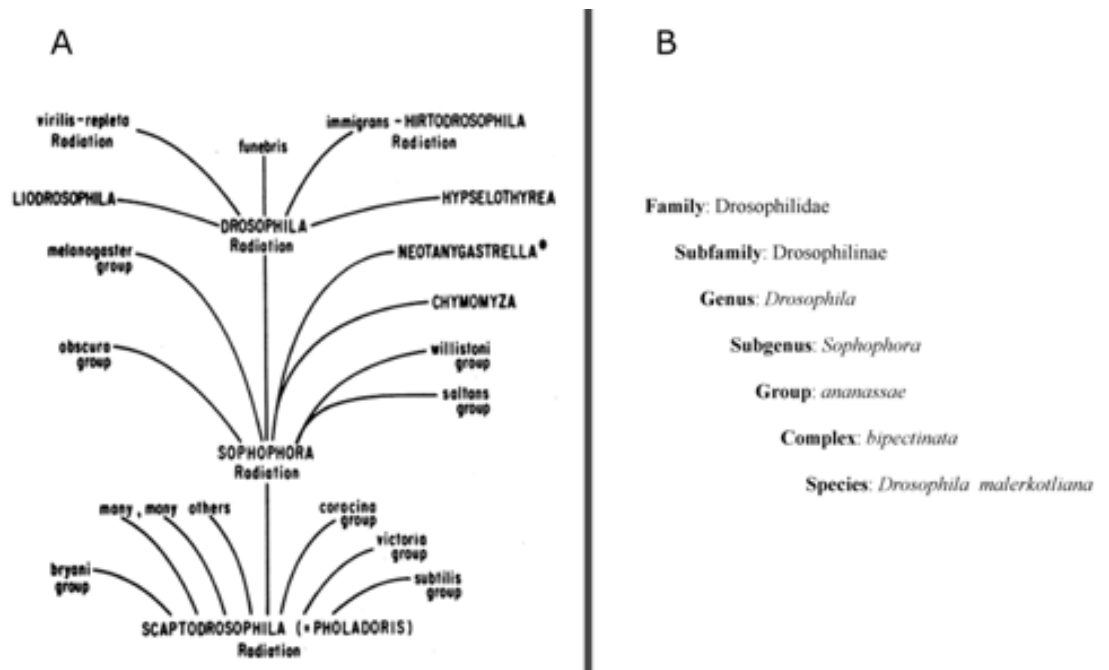 A
virilis-repleta
Radiation
funebris
immigrans-HIRTODROSOPHILA
Radiation
LIODROSOPHILA
HYPSELOTHYREA
DROSOPHILA
Radiation
melanogaster
group
NEOTANYGASTRELLA*
CHYMOMYZA
obscura
group
willistoni
group
saltans
group
SOPHOPHORA
Radiation
many, many others
coracina
group
victoria
group
bryani
group
subtilis
group
SCAPTODROSOPHILA (+PHOLADORIS)
Radiation
B
Family: Drosophilidae
Subfamily: Drosophilinae
Genus: Drosophila
Subgenus: Sophophora
Group: ananassae
Complex: bipectinata
Species: Drosophila malerkotliana